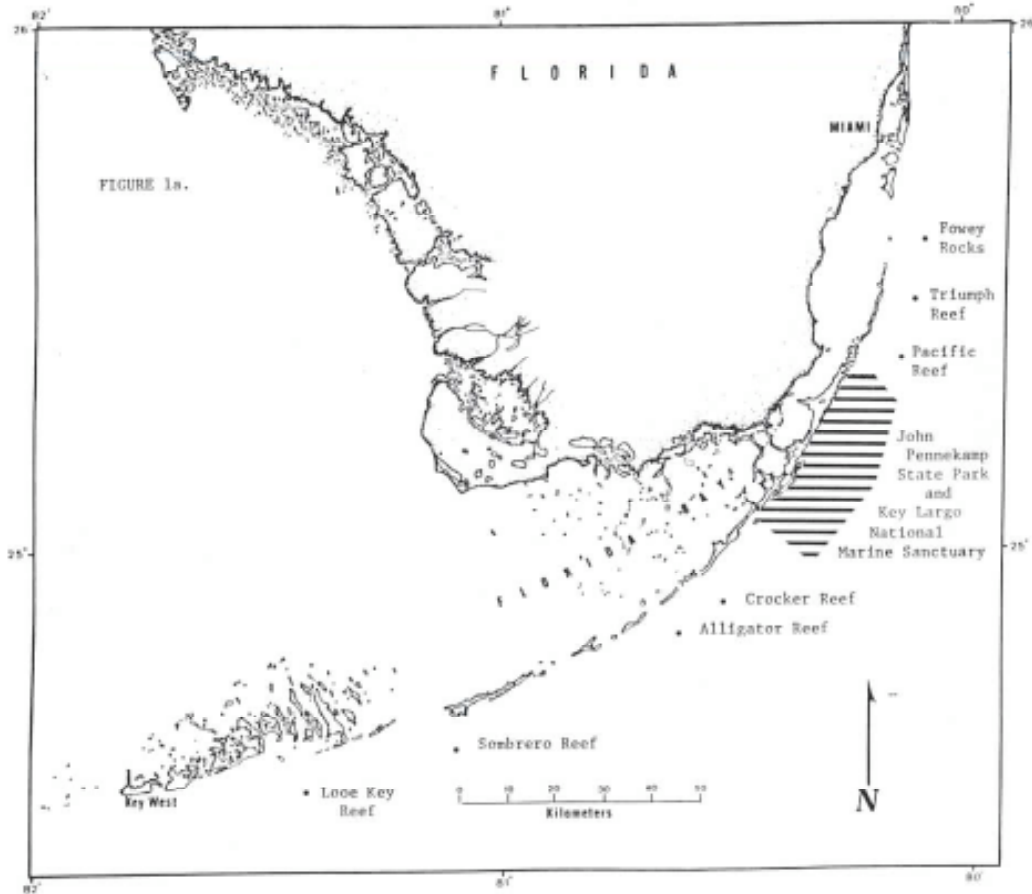 82°
81°
80°
26
26
FLORIDA
MIAMI
FIGURE 1a.
Fowey
Rocks
Triumph
Reef
Pacific
Reef
John
Pennekamp
State Park
and
Key Largo
National
Marine Sanctuary
25°
25°
FLORIDA BAY
Crocker Reef
Alligator Reef
Sombrero Reef
Key West
Looe Key
Reef
0 10 20 30 40 50
Kilometers
N
82°
81°
80°